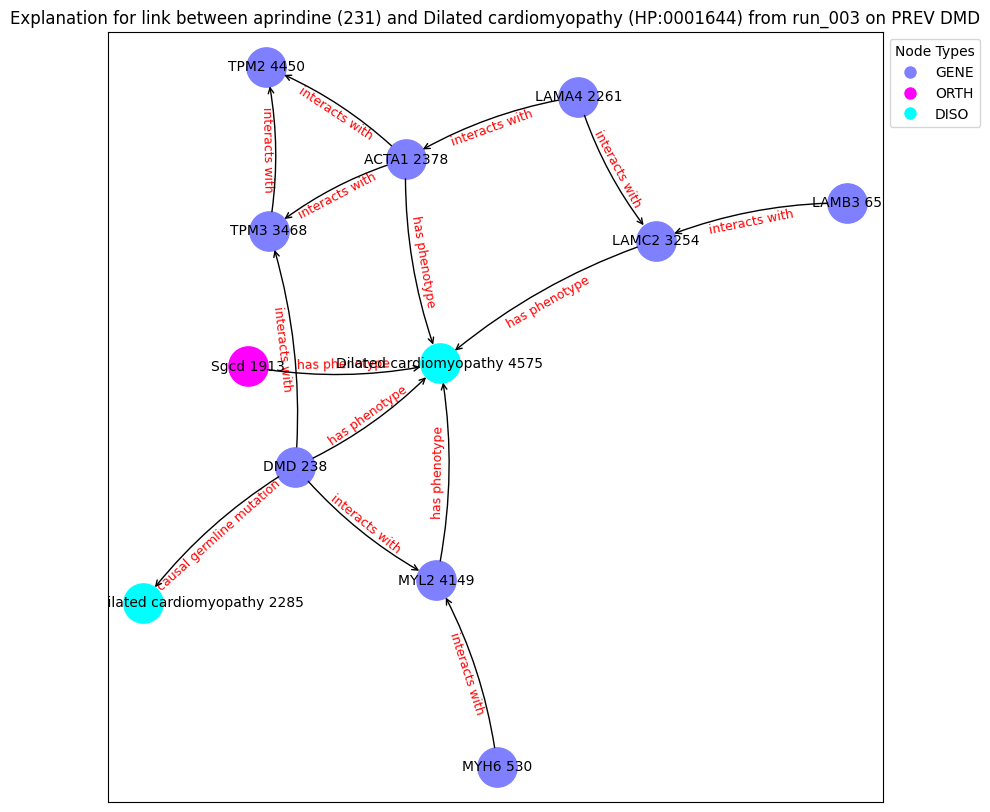 Explanation for link between aprindine (231) and Dilated cardiomyopathy (HP:0001644) from run_003 on PREV DMD
Node Types
GENE
ORTH
DISO
TPM2 4450
LAMA4 2261
interacts with
interacts with
interacts with
ACTA1 2378
interacts with
interacts with
LAMB3 65
TPM3 3468
interacts with
LAMC2 3254
has phenotype
has phenotype
interacts with
Sgcd 1913
has phenotype
Dilated cardiomyopathy 4575
has phenotype
DMD 238
has phenotype
causal germline mutation
interacts with
MYL2 4149
ilated cardiomyopathy 2285
interacts with
MYH6 530